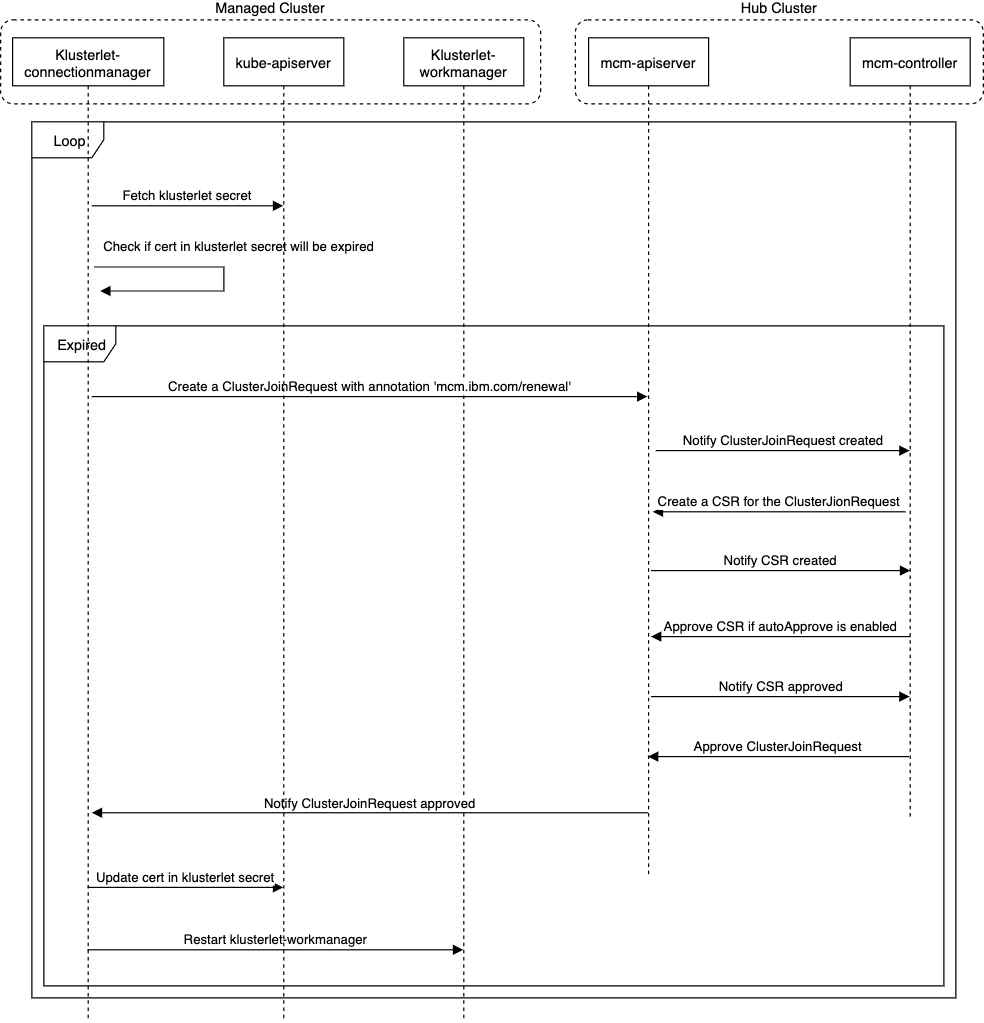 Managed Cluster
Hub Cluster
Klusterlet-
connectionmanager
kube-apiserver
Klusterlet-
workmanager
mcm-apiserver
mcm-controller
Loop
Fetch klusterlet secret
Check if cert in klusterlet secret will be expired
Expired
Create a ClusterJoinRequest with annotation 'mcm.ibm.com/renewal'
Notify ClusterJoinRequest created
Create a CSR for the ClusterJionRequest
Notify CSR created
Approve CSR if autoApprove is enabled
Notify CSR approved
Approve ClusterJoinRequest
Notify ClusterJoinRequest approved
Update cert in klusterlet secret
Restart klusterlet-workmanager